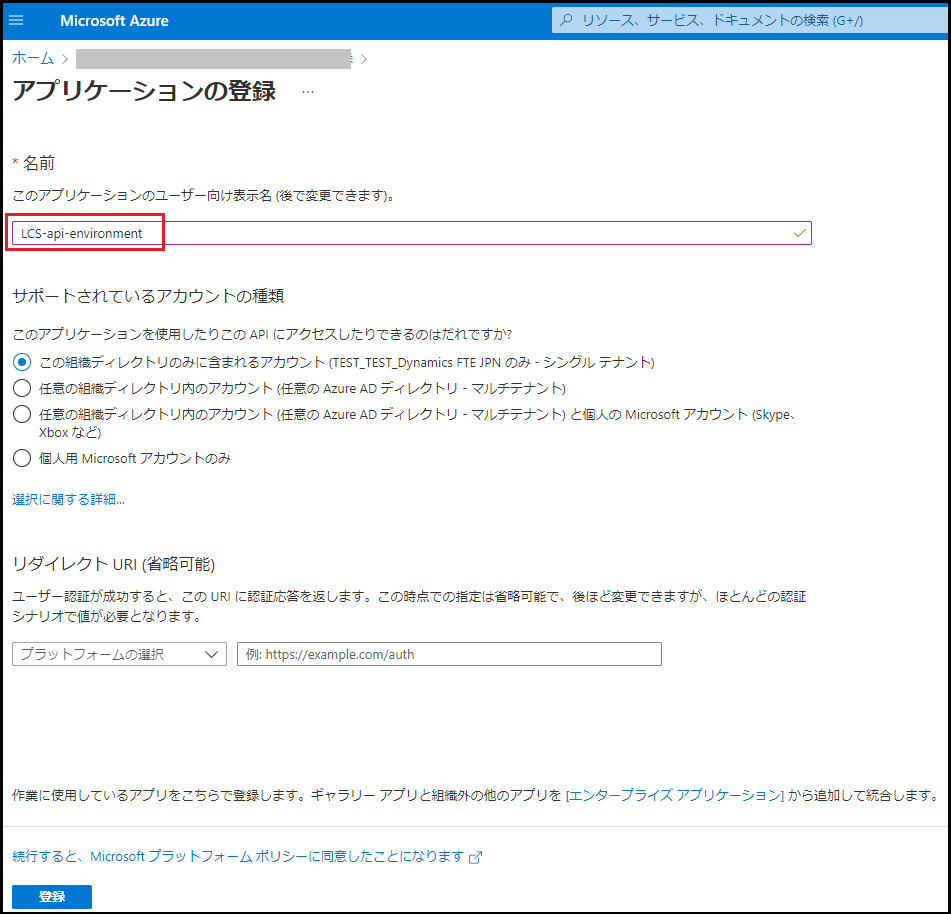 Microsoft Azure
リソース、サービス、ドキュメントの検索 (G+/)
ホーム
アプリケーションの登録 ...
* 名前
このアプリケーションのユーザー向け表示名 (後で変更できます)。
LCS-api-environment
サポートされているアカウントの種類
このアプリケーションを使用したりこの API にアクセスしたりできるのはだれですか?
この組織ディレクトリのみに含まれるアカウント (TEST_TEST_Dynamics FTE JPN のみ - シングル テナント)
任意の組織ディレクトリ内のアカウント (任意の Azure AD ディレクトリ - マルチテナント)
任意の組織ディレクトリ内のアカウント (任意の Azure AD ディレクトリ - マルチテナント) と個人の Microsoft アカウント (Skype、
Xbox など)
個人用 Microsoft アカウントのみ
選択に関する詳細...
リダイレクト URI (省略可能)
ユーザー認証が成功すると、この URI に認証応答を返します。この時点での指定は省略可能で、後ほど変更できますが、ほとんどの認証
シナリオで値が必要となります。
プラットフォームの選択
例: https://example.com/auth
作業に使用しているアプリをこちらで登録します。ギャラリー アプリと組織外の他のアプリを [エンタープライズ アプリケーション] から追加して統合します。
続行すると、Microsoft プラットフォーム ポリシーに同意したことになります
登録